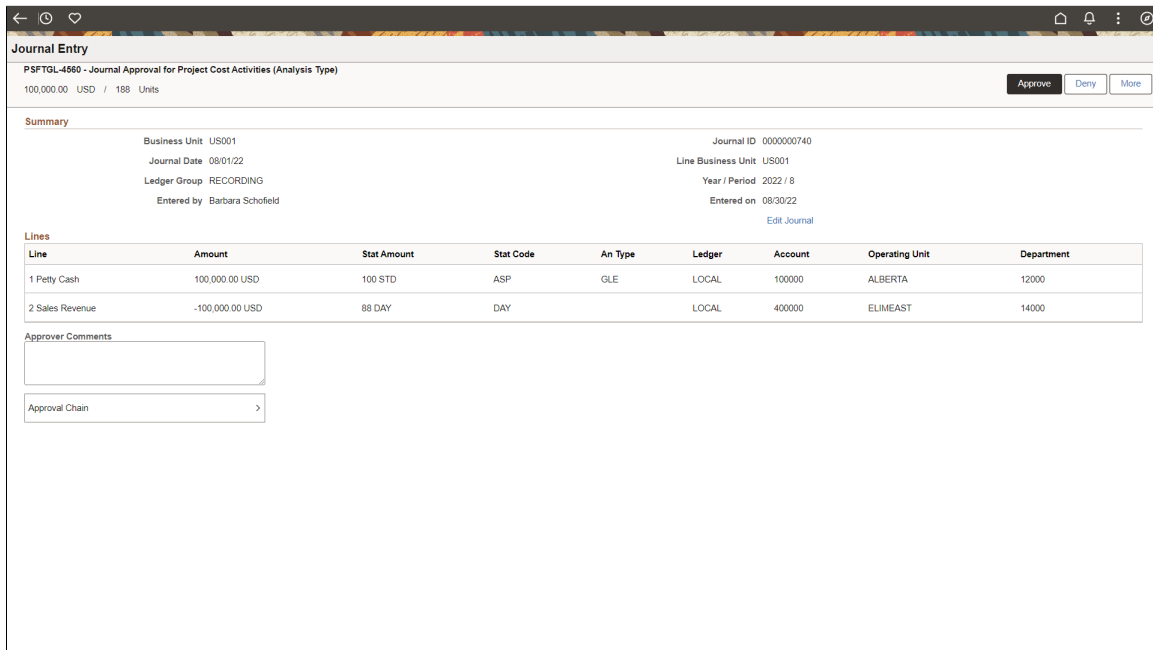 Journal Entry
PSFTGL-4560 - Journal Approval for Project Cost Activities (Analysis Type)
100,000.00 USD / 188 Units
Approve Deny More
Summary
Business Unit US001 Journal ID 0000000740
Journal Date 08/01/22 Line Business Unit US001
Ledger Group RECORDING Year / Period 2022 / 8
Entered by Barbara Schofield Entered on 08/30/22
Edit Journal
Lines
Line Amount Stat Amount Stat Code An Type Ledger Account Operating Unit Department
1 Petty Cash 100,000.00 USD 100 STD ASP GLE LOCAL 100000 ALBERTA 12000
2 Sales Revenue -100,000.00 USD 88 DAY DAY LOCAL 400000 ELIMEAST 14000
Approver Comments
Approval Chain